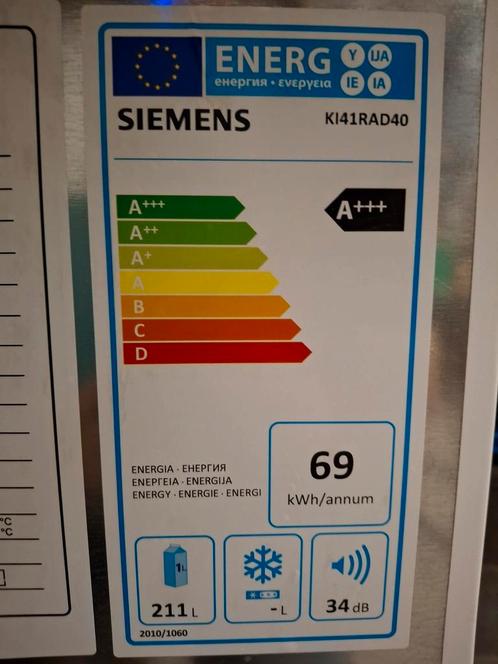 ENERG
енергия · ενεργεια
Y IJA
IE IA
SIEMENS
KI41RAD40
A+++
A++
A+
A
B
C
D
A+++
ENERGIA · ЕНЕРГИЯ
ΕΝΕΡΓΕΙΑ · ENERGIJA
ENERGY · ENERGIE · ENERGI
69
kWh/annum
1L
211 L
- L
34 dB
2010/1060
°C
°C